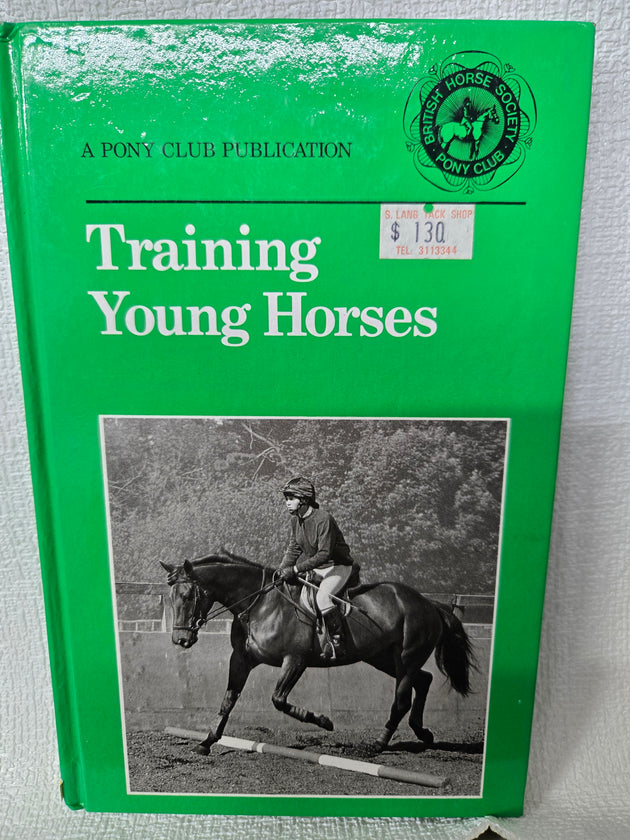 BRITISH HORSE SOCIETY
PONY CLUB
A PONY CLUB PUBLICATION
S. LANG TACK SHOP
$ 130
TEL: 3113344
Training
Young Horses